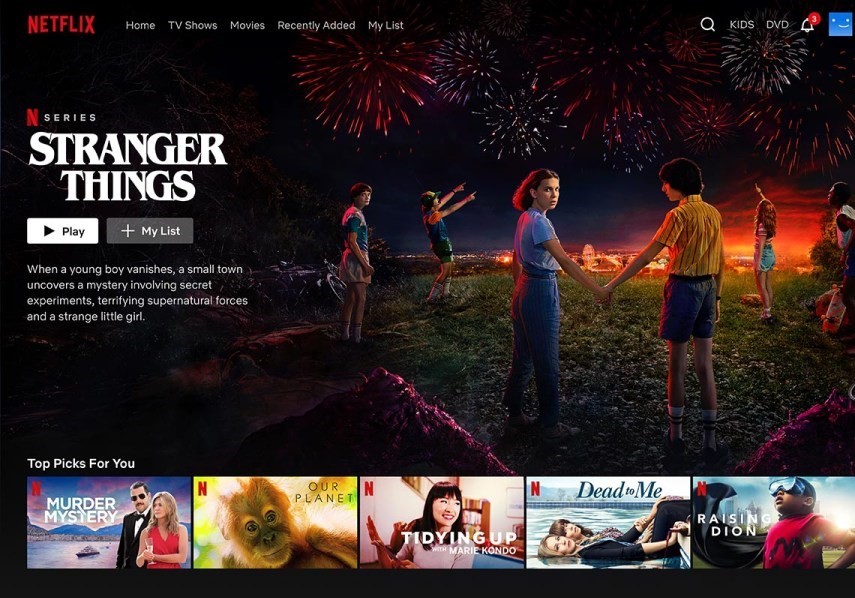 NETFLIX
Home TV Shows Movies Recently Added My List
KIDS DVD 3
N SERIES
STRANGER
THINGS
Play + My List
When a young boy vanishes, a small town
uncovers a mystery involving secret
experiments, terrifying supernatural forces
and a strange little girl.
Top Picks For You
N MURDER
MYSTERY
N OUR
PLANET
N TIDYING UP
WITH MARIE KONDO
N Dead to Me
N RAISING
DION